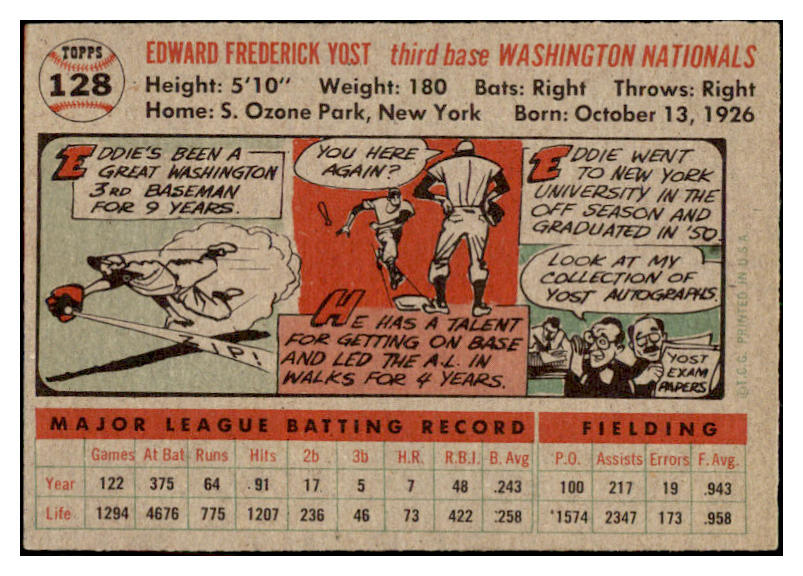 TOPPS
128
EDWARD FREDERICK YOST third base WASHINGTON NATIONALS
Height: 5'10" Weight: 180 Bats: Right Throws: Right
Home: S. Ozone Park, New York Born: October 13, 1926
EDDIE'S BEEN A
GREAT WASHINGTON
3RD BASEMAN
FOR 9 YEARS.
ZIP!
YOU HERE
AGAIN?
!
HE HAS A TALENT
FOR GETTING ON BASE
AND LED THE A.L. IN
WALKS FOR 4 YEARS.
EDDIE WENT
TO NEW YORK
UNIVERSITY IN THE
OFF SEASON AND
GRADUATED IN '50.
LOOK AT MY
COLLECTION OF
YOST AUTOGRAPHS.
YOST
EXAM
PAPERS
©T.C.G. PRINTED IN U.S.A.
MAJOR LEAGUE BATTING RECORD FIELDING
Games At Bat Runs Hits 2b 3b H.R. R.B.I. B. Avg P.O. Assists Errors F. Avg.
Year 122 375 64 91 17 5 7 48 .243 100 217 19 .943
Life 1294 4676 775 1207 236 46 73 422 .258 1574 2347 173 .958